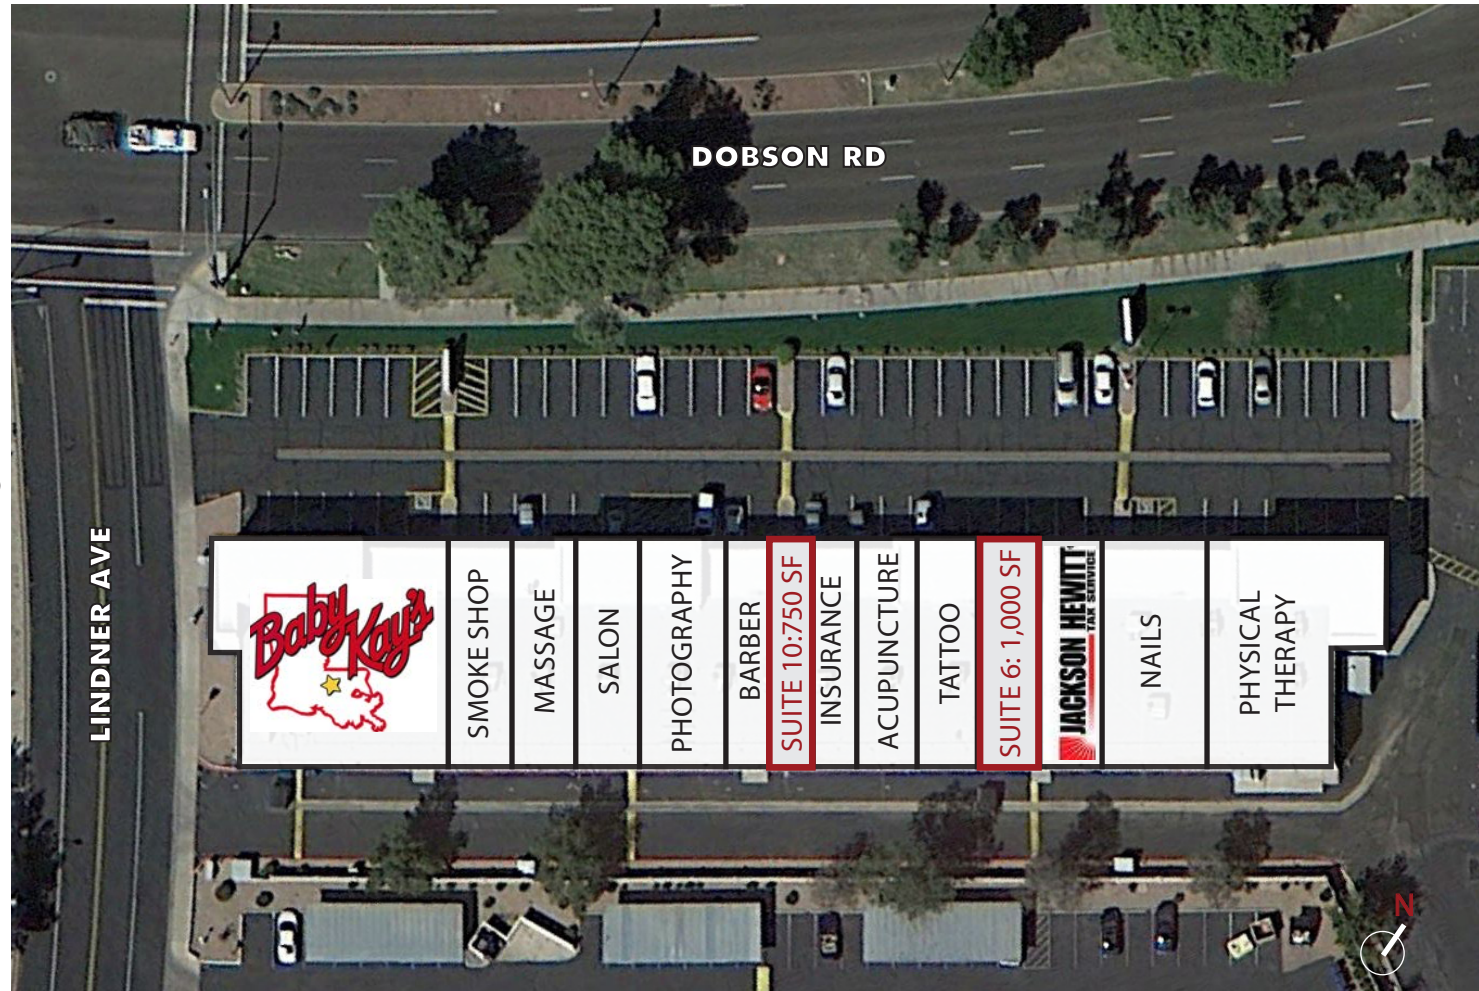 DOBSON RD
LINDNER AVE
Baby
Kay's
SMOKE SHOP
MASSAGE
SALON
PHOTOGRAPHY
BARBER
SUITE 10:750 SF
INSURANCE
ACUPUNCTURE
TATTOO
SUITE 6: 1,000 SF
JACKSON HEWITT
TAX SERVICE
NAILS
PHYSICAL
THERAPY
N